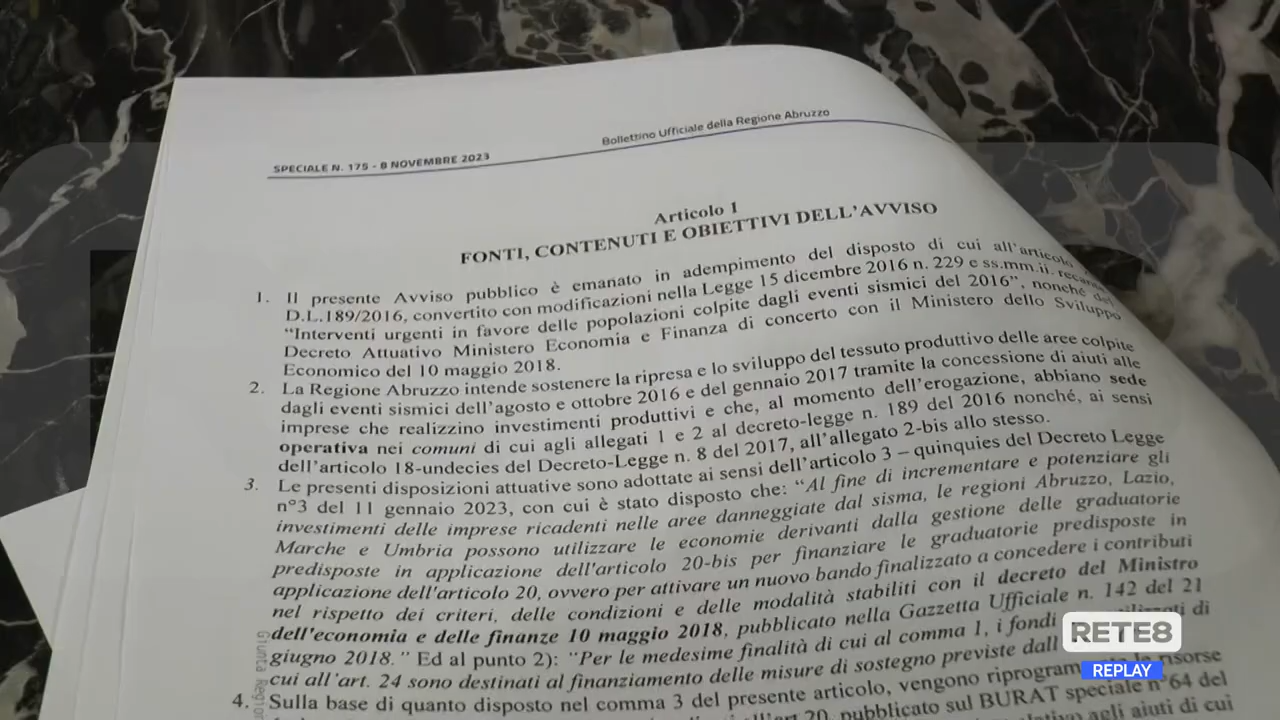 Bollettino Ufficiale della Regione Abruzzo
SPECIALE N. 175 - 8 NOVEMBRE 2023
Articolo 1
FONTI, CONTENUTI E OBIETTIVI DELL'AVVISO
1. Il presente Avviso pubblico è emanato in adempimento del disposto di cui all'articolo
D.L.189/2016, convertito con modificazioni nella Legge 15 dicembre 2016 n. 229 e ss.mm.ii. recante
“Interventi urgenti in favore delle popolazioni colpite dagli eventi sismici del 2016”, nonché del
Decreto Attuativo Ministero Economia e Finanza di concerto con il Ministero dello Sviluppo
Economico del 10 maggio 2018.
2. La Regione Abruzzo intende sostenere la ripresa e lo sviluppo del tessuto produttivo delle aree colpite
dagli eventi sismici dell'agosto e ottobre 2016 e del gennaio 2017 tramite la concessione di aiuti alle
imprese che realizzino investimenti produttivi e che, al momento dell'erogazione, abbiano sede
operativa nei comuni di cui agli allegati 1 e 2 al decreto-legge n. 189 del 2016 nonché, ai sensi
dell'articolo 18-undecies del Decreto-Legge n. 8 del 2017, all'allegato 2-bis allo stesso.
3. Le presenti disposizioni attuative sono adottate ai sensi dell'articolo 3 – quinquies del Decreto Legge
n°3 del 11 gennaio 2023, con cui è stato disposto che: “Al fine di incrementare e potenziare gli
investimenti delle imprese ricadenti nelle aree danneggiate dal sisma, le regioni Abruzzo, Lazio,
Marche e Umbria possono utilizzare le economie derivanti dalla gestione delle graduatorie
predisposte in applicazione dell'articolo 20-bis per finanziare le graduatorie predisposte in
applicazione dell'articolo 20, ovvero per attivare un nuovo bando finalizzato a concedere i contributi
nel rispetto dei criteri, delle condizioni e delle modalità stabiliti con il decreto del Ministro
dell'economia e delle finanze 10 maggio 2018, pubblicato nella Gazzetta Ufficiale n. 142 del 21
giugno 2018.” Ed al punto 2): “Per le medesime finalità di cui al comma 1, i fondi di
cui all'art. 24 sono destinati al finanziamento delle misure di sostegno previste
4. Sulla base di quanto disposto nel comma 3 del presente articolo, vengono risorse
20, pubblicato sul BURAT speciale n°64 del
agli aiuti di cui
Giunta
RETE8
REPLAY